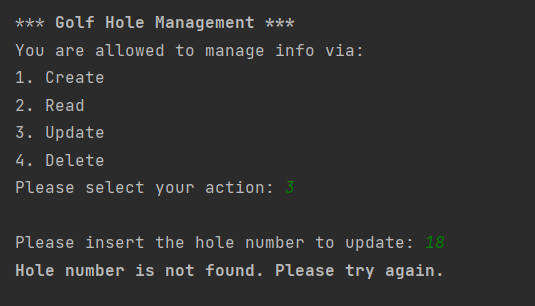 *** Golf Hole Management ***
You are allowed to manage info via:
1. Create
2. Read
3. Update
4. Delete
Please select your action: 3
Please insert the hole number to update: 18
Hole number is not found. Please try again.